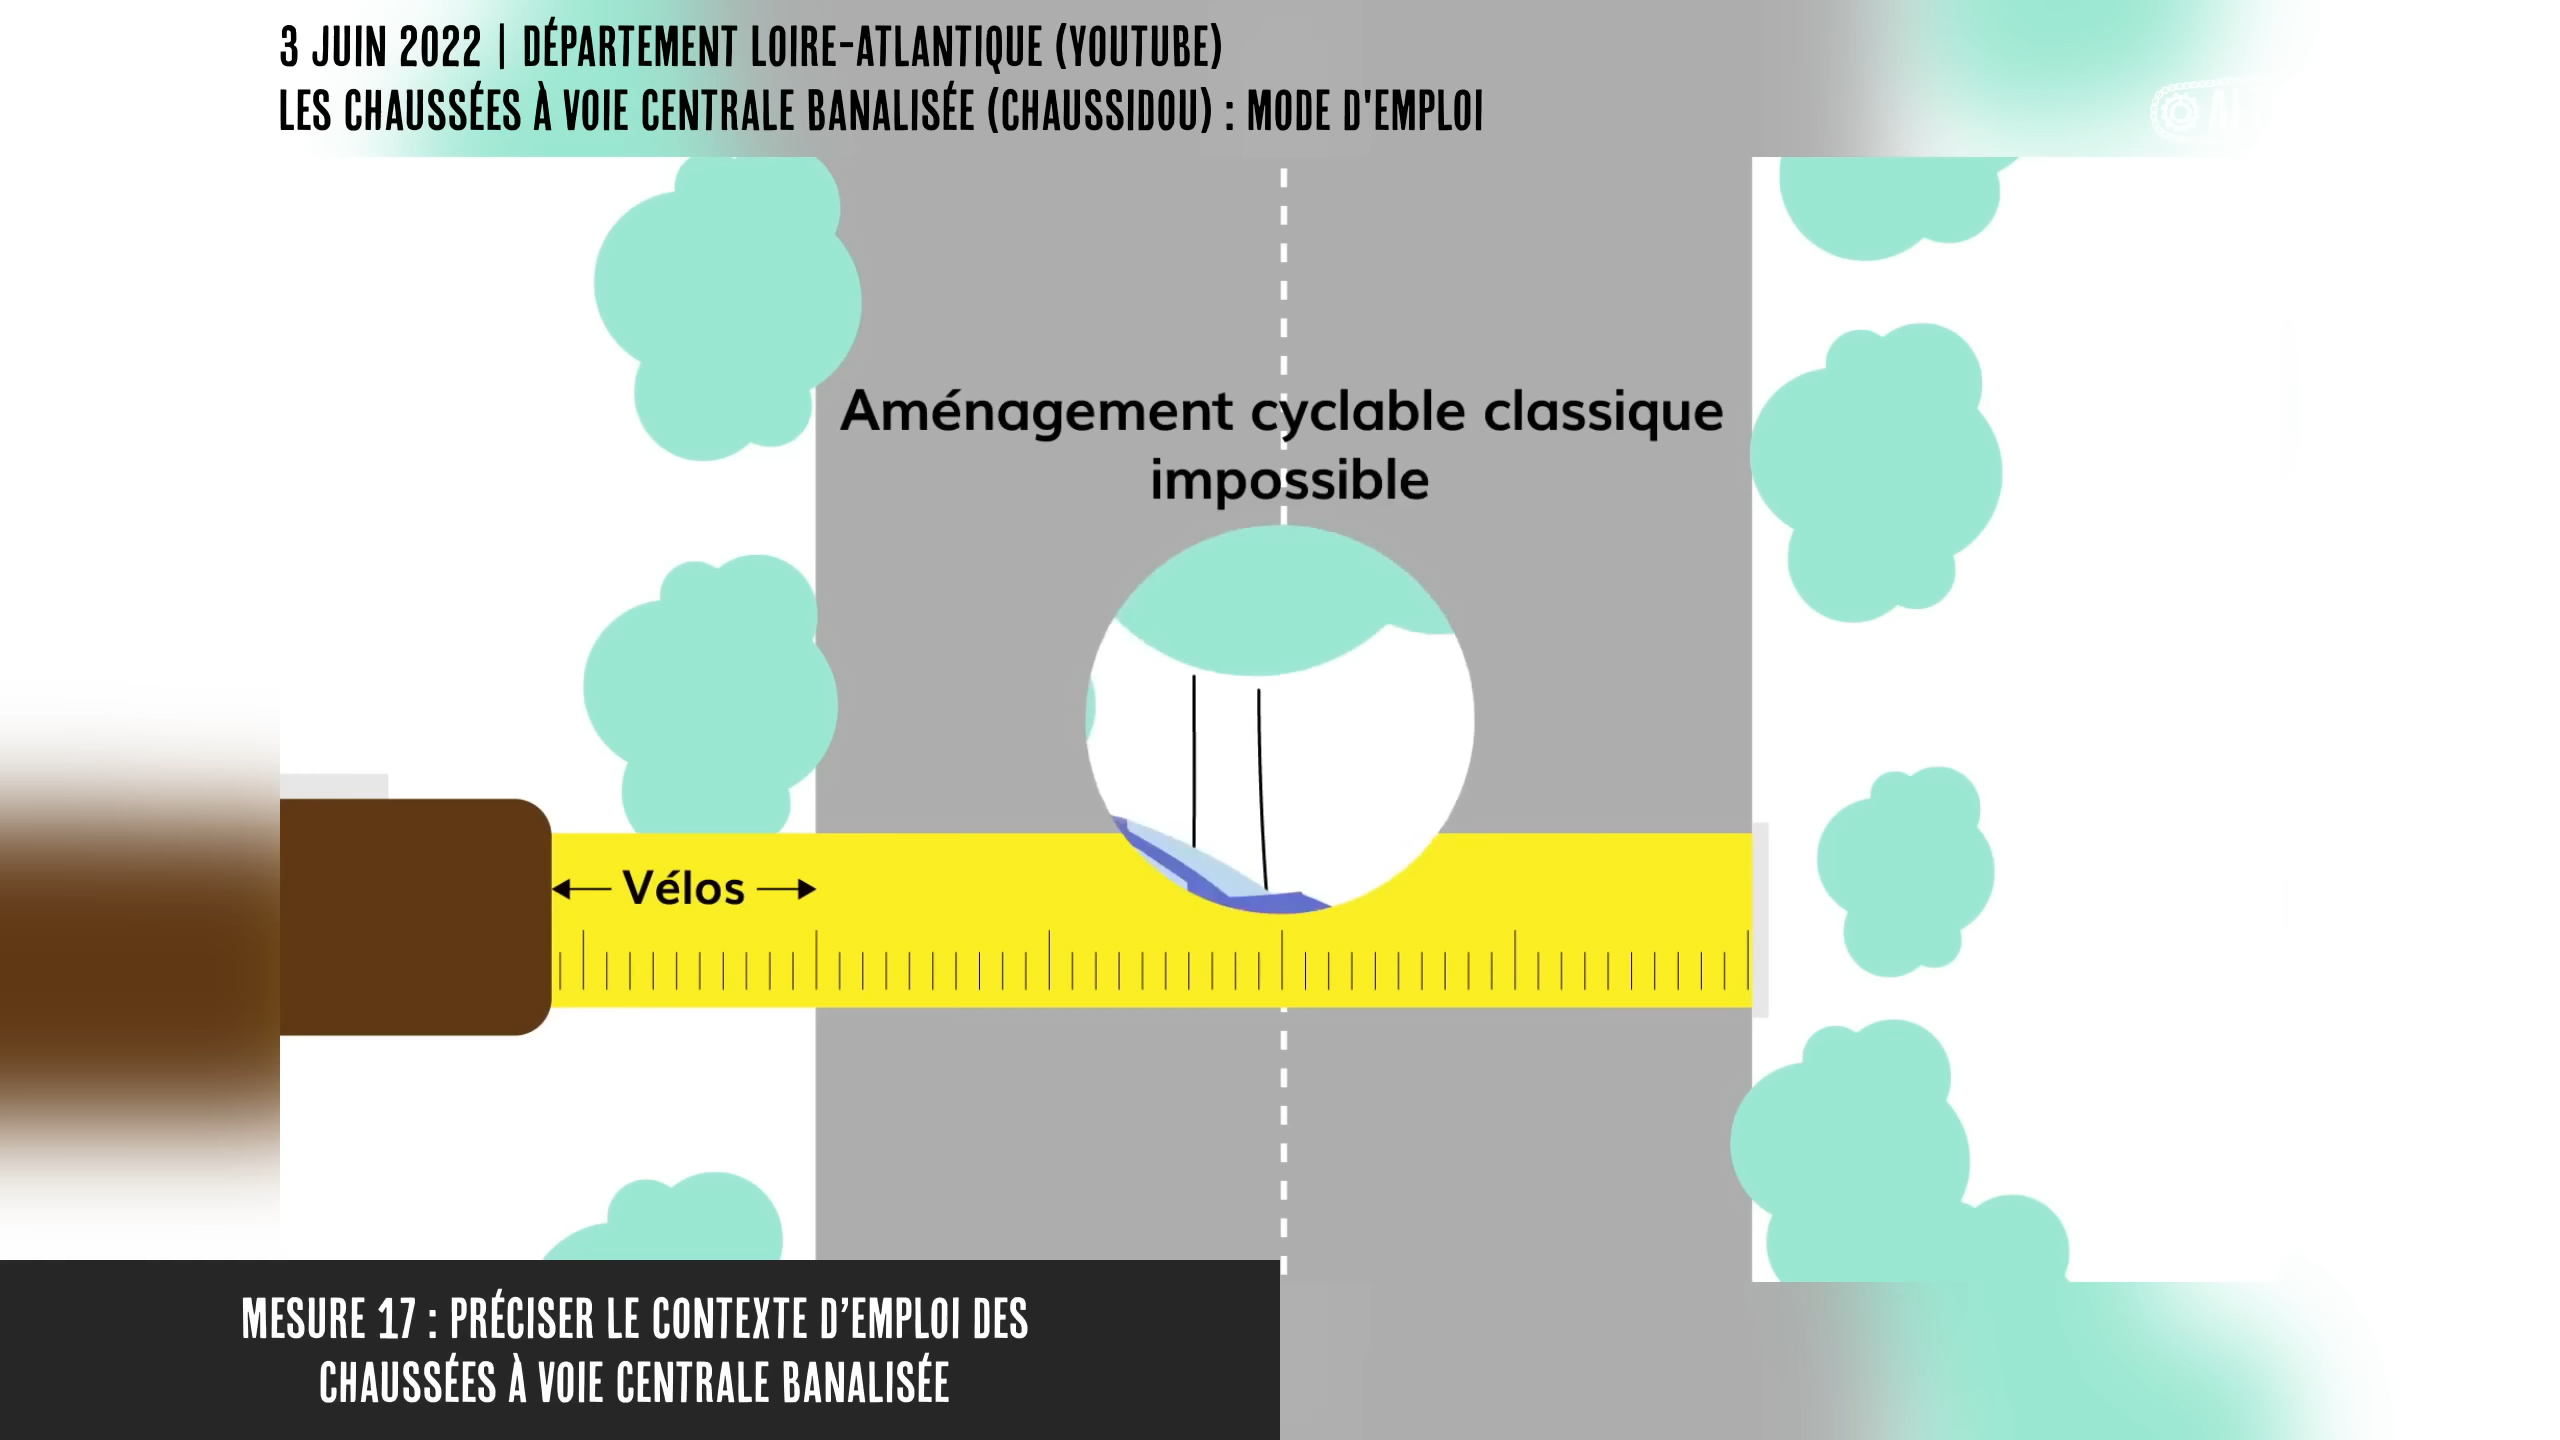 3 JUIN 2022 | DÉPARTEMENT LOIRE-ATLANTIQUE (YOUTUBE)
LES CHAUSSÉES À VOIE CENTRALE BANALISÉE (CHAUSSIDOU) : MODE D'EMPLOI
Aménagement cyclable classique
impossible
Vélos
MESURE 17 : PRÉCISER LE CONTEXTE D’EMPLOI DES
CHAUSSÉES À VOIE CENTRALE BANALISÉE